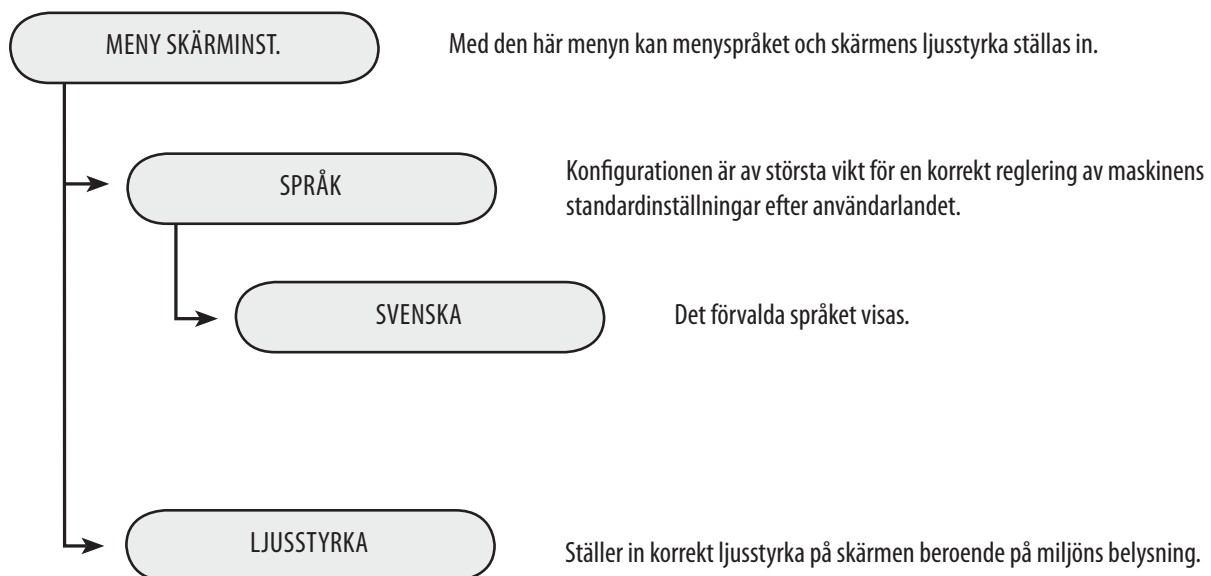 MENY SKÄRMINST.
Med den här menyn kan menyspråket och skärmens ljusstyrka ställas in.
SPRÅK
Konfigurationen är av största vikt för en korrekt reglering av maskinens
standardinställningar efter användarlandet.
SVENSKA
Det förvalda språket visas.
LJUSSTYRKA
Ställer in korrekt ljusstyrka på skärmen beroende på miljöns belysning.